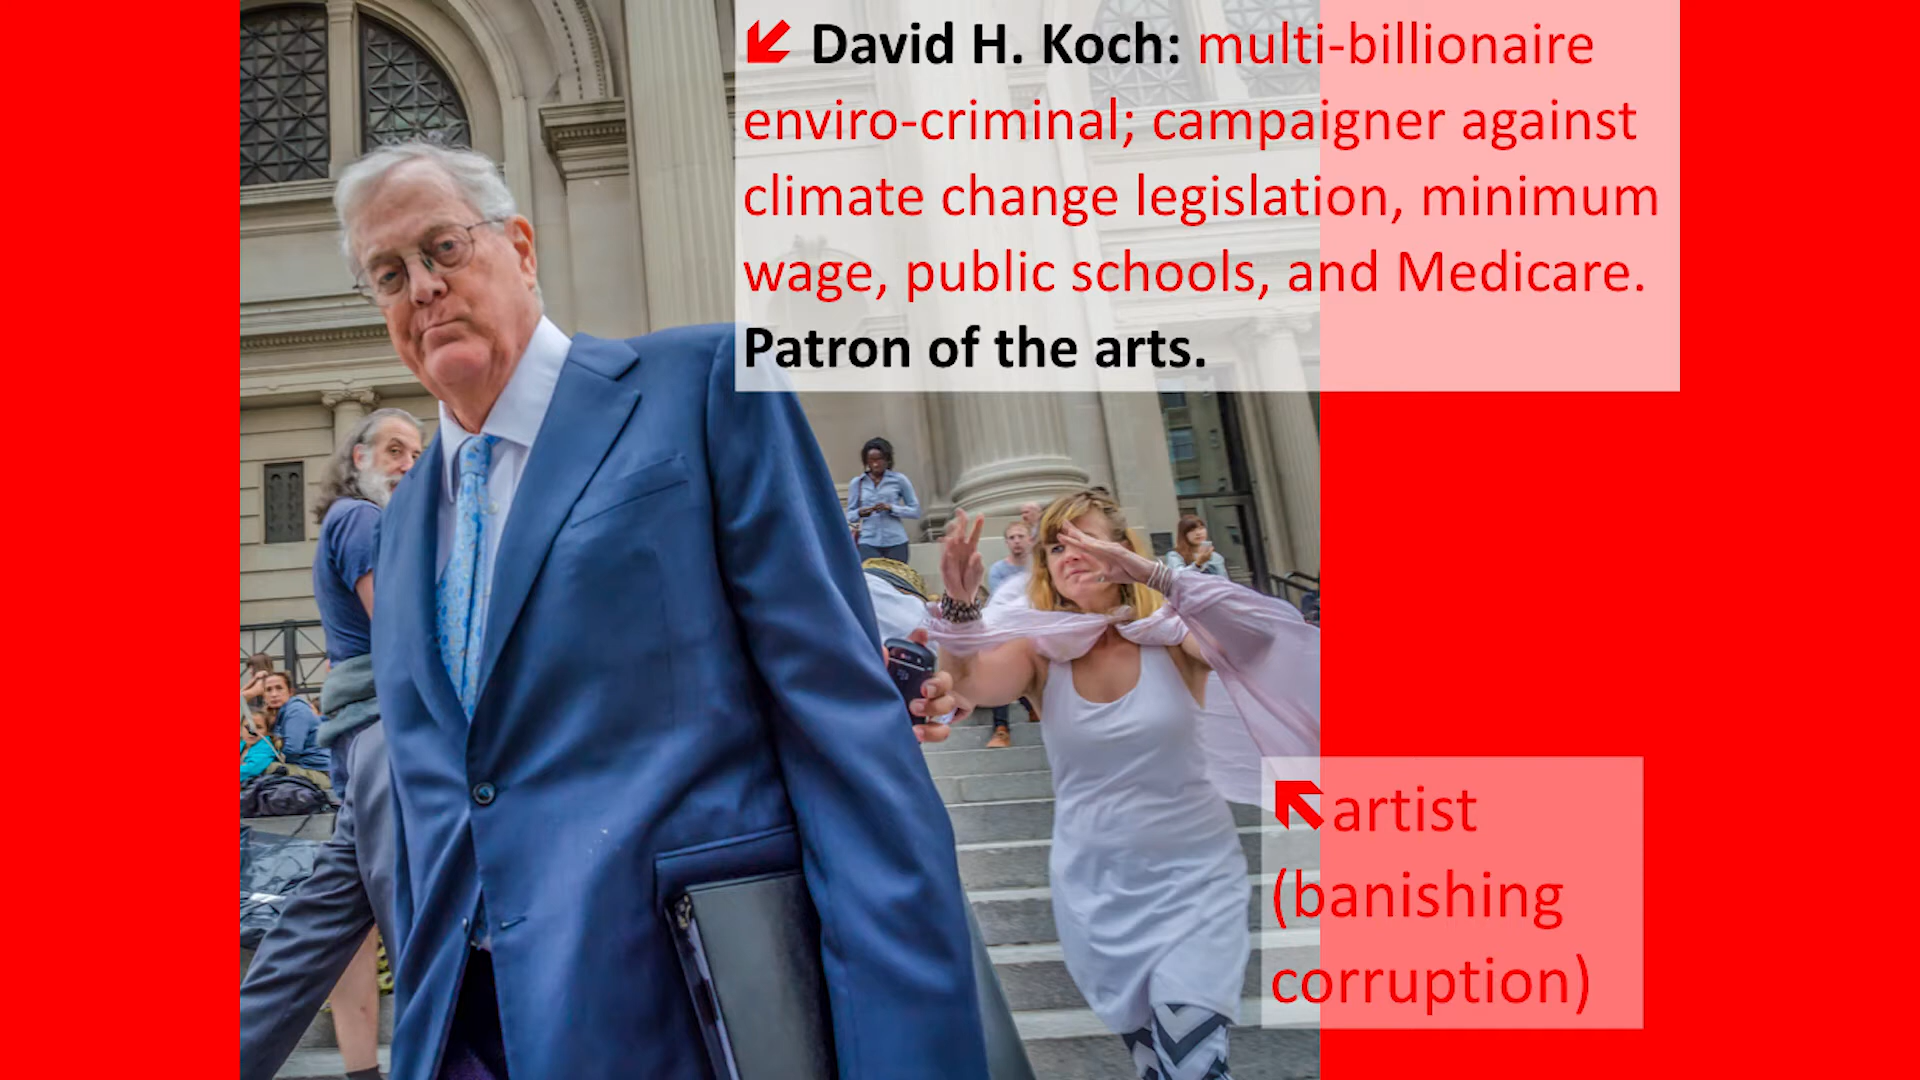 David H. Koch: multi-billionaire
enviro-criminal; campaigner against
climate change legislation, minimum
wage, public schools, and Medicare.
Patron of the arts.
artist
(banishing
corruption)